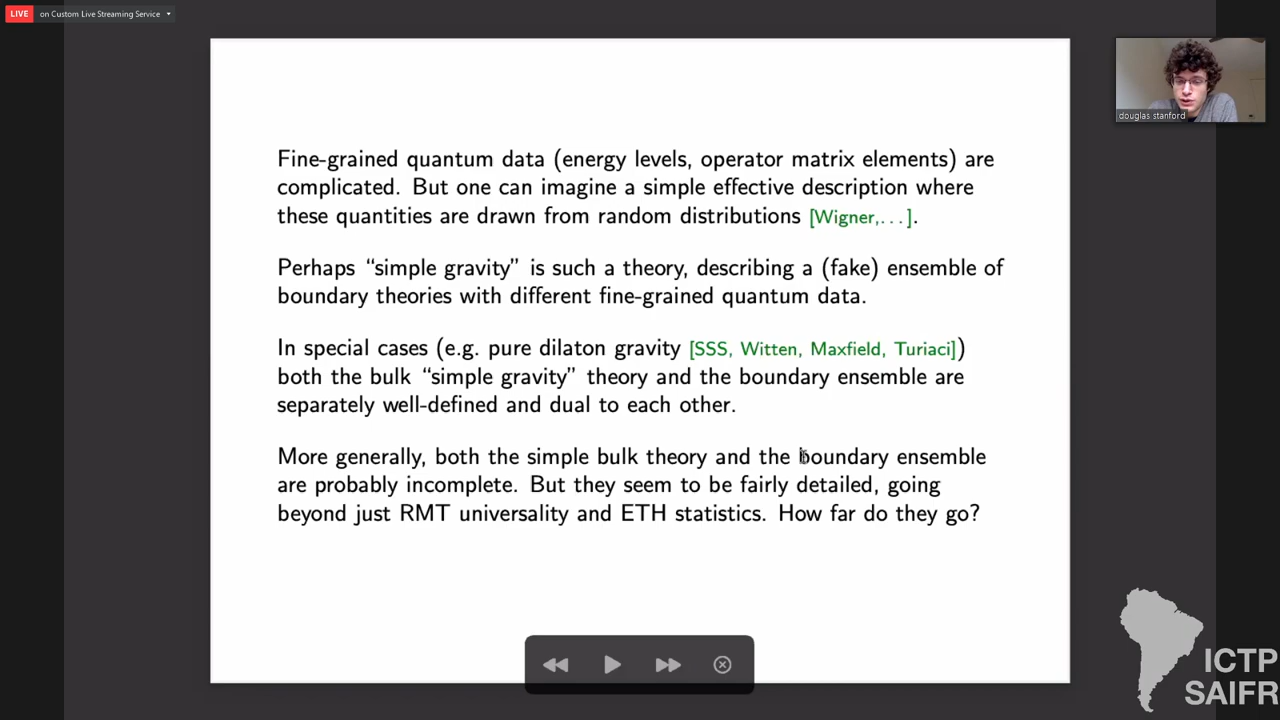 LIVE on Custom Live Streaming Service
douglas stanford
Fine-grained quantum data (energy levels, operator matrix elements) are
complicated. But one can imagine a simple effective description where
these quantities are drawn from random distributions [Wigner,...].
Perhaps “simple gravity” is such a theory, describing a (fake) ensemble of
boundary theories with different fine-grained quantum data.
In special cases (e.g. pure dilaton gravity [SSS, Witten, Maxfield, Turiaci])
both the bulk “simple gravity” theory and the boundary ensemble are
separately well-defined and dual to each other.
More generally, both the simple bulk theory and the boundary ensemble
are probably incomplete. But they seem to be fairly detailed, going
beyond just RMT universality and ETH statistics. How far do they go?
ICTP
SAIFR